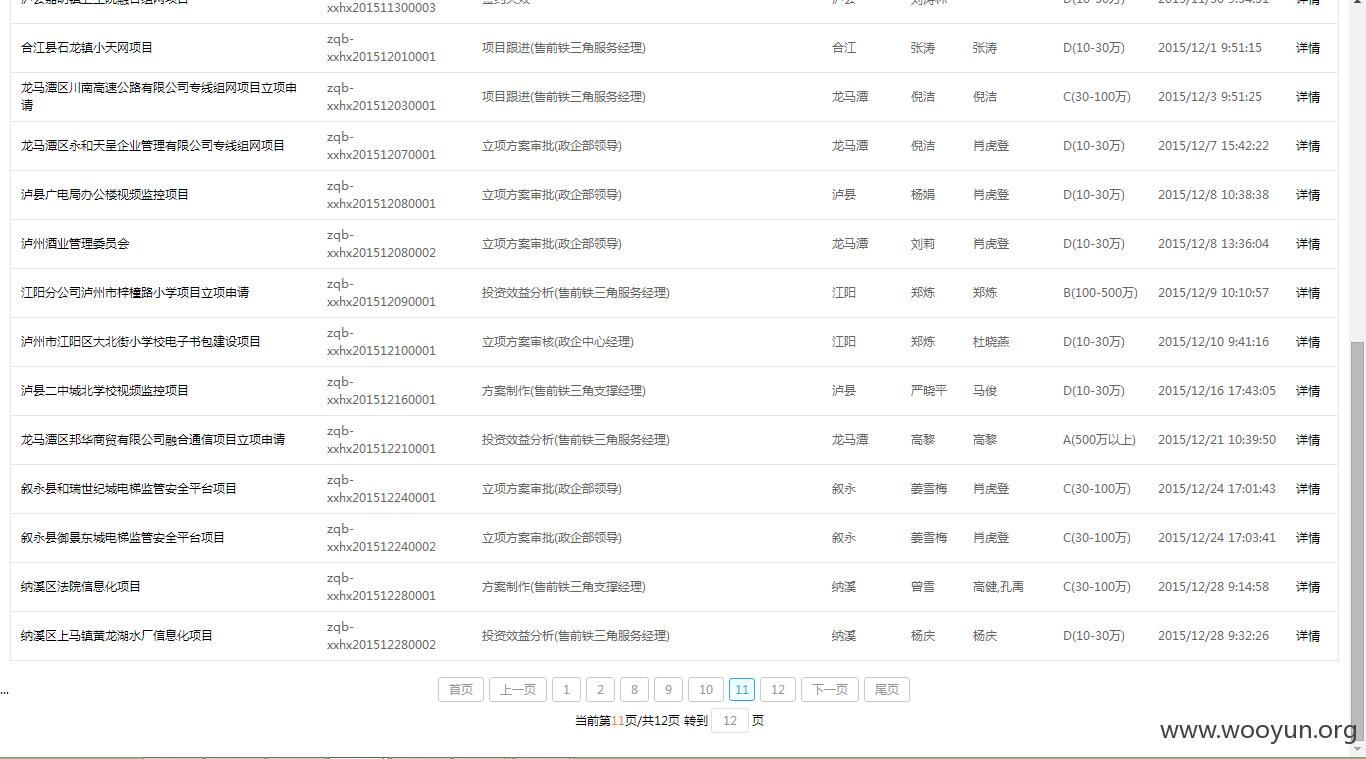 xxhx201511300003
合江县石龙镇小天网项目 zqb-xxhx201512010001 项目跟进(售前铁三角服务经理) 合江 张涛 张涛 D(10-30万) 2015/12/1 9:51:15 详情
龙马潭区川南高速公路有限公司专线组网项目立项申请 zqb-xxhx201512030001 项目跟进(售前铁三角服务经理) 龙马潭 倪洁 倪洁 C(30-100万) 2015/12/3 9:51:25 详情
龙马潭区永和天呈企业管理有限公司专线组网项目 zqb-xxhx201512070001 立项方案审批(政企部领导) 龙马潭 倪洁 肖虎登 D(10-30万) 2015/12/7 15:42:22 详情
泸县广电局办公楼视频监控项目 zqb-xxhx201512080001 立项方案审批(政企部领导) 泸县 杨娟 肖虎登 D(10-30万) 2015/12/8 10:38:38 详情
泸州酒业管理委员会 zqb-xxhx201512080002 立项方案审批(政企部领导) 龙马潭 刘莉 肖虎登 D(10-30万) 2015/12/8 13:36:04 详情
江阳分公司泸州市梓橦路小学项目立项申请 zqb-xxhx201512090001 投资效益分析(售前铁三角服务经理) 江阳 郑炼 郑炼 B(100-500万) 2015/12/9 10:10:57 详情
泸州市江阳区大北街小学校电子书包建设项目 zqb-xxhx201512100001 立项方案审核(政企中心经理) 江阳 郑炼 杜晓燕 D(10-30万) 2015/12/10 9:41:16 详情
泸县二中城北学校视频监控项目 zqb-xxhx201512160001 方案制作(售前铁三角支撑经理) 泸县 严晓平 马俊 D(10-30万) 2015/12/16 17:43:05 详情
龙马潭区邦华商贸有限公司融合通信项目立项申请 zqb-xxhx201512210001 投资效益分析(售前铁三角服务经理) 龙马潭 高黎 高黎 A(500万以上) 2015/12/21 10:39:50 详情
叙永县和瑞世纪城电梯监管安全平台项目 zqb-xxhx201512240001 立项方案审批(政企部领导) 叙永 姜雪梅 肖虎登 C(30-100万) 2015/12/24 17:01:43 详情
叙永县御景东城电梯监管安全平台项目 zqb-xxhx201512240002 立项方案审批(政企部领导) 叙永 姜雪梅 肖虎登 C(30-100万) 2015/12/24 17:03:41 详情
纳溪区法院信息化项目 zqb-xxhx201512280001 方案制作(售前铁三角支撑经理) 纳溪 曾雪 高健,孔禹 C(30-100万) 2015/12/28 9:14:58 详情
纳溪区上马镇黄龙湖水厂信息化项目 zqb-xxhx201512280002 投资效益分析(售前铁三角服务经理) 纳溪 杨庆 杨庆 D(10-30万) 2015/12/28 9:32:26 详情
... 首页 上一页 1 2 8 9 10 11 12 下一页 尾页
当前第11页/共12页 转到 12 页
www.wooyun.org